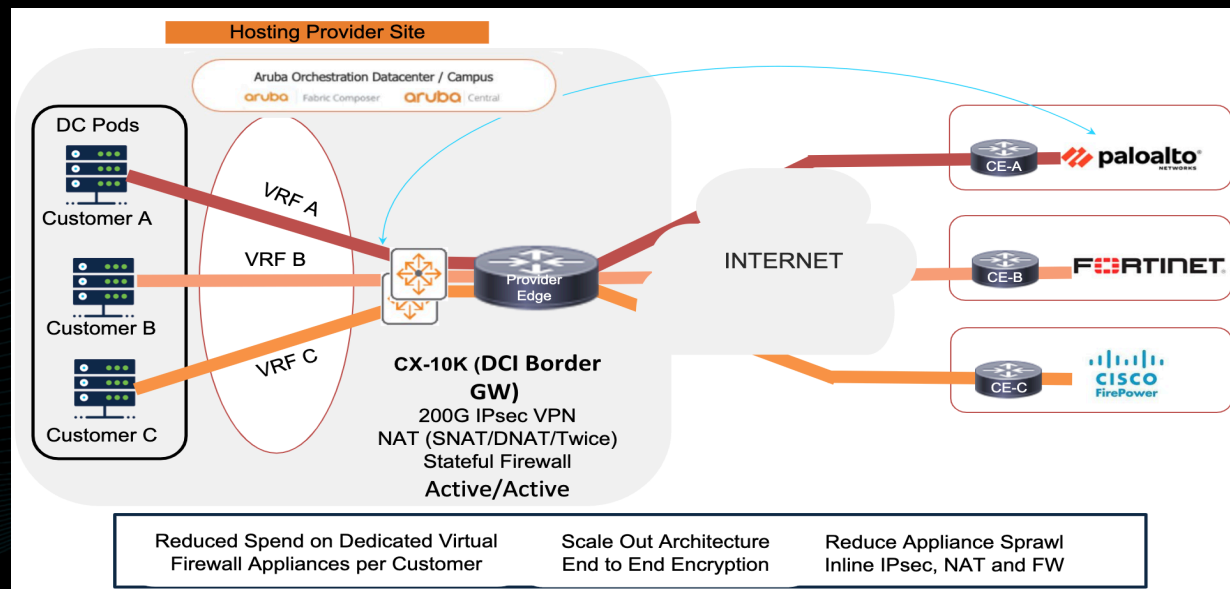 Hosting Provider Site
Aruba Orchestration Datacenter / Campus
aruba Fabric Composer aruba Central
DC Pods
Customer A
Customer B
Customer C
VRF A
VRF B
VRF C
Provider
Edge
CX-10K (DCI Border
GW)
200G IPsec VPN
NAT (SNAT/DNAT/Twice)
Stateful Firewall
Active/Active
INTERNET
CE-A
paloalto
NETWORKS
CE-B
FORTINET
CE-C
CISCO
FirePower
Reduced Spend on Dedicated Virtual
Firewall Appliances per Customer
Scale Out Architecture
End to End Encryption
Reduce Appliance Sprawl
Inline IPsec, NAT and FW